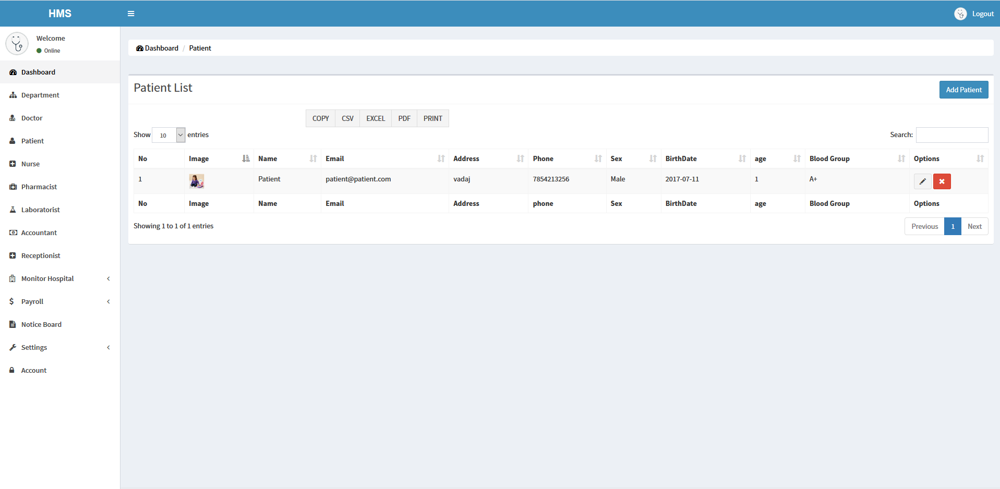 HMS
Logout
Welcome
Online
Dashboard
Department
Doctor
Patient
Nurse
Pharmacist
Laboratorist
Accountant
Receptionist
Monitor Hospital
Payroll
Notice Board
Settings
Account
Dashboard / Patient
Patient List
Add Patient
COPY CSV EXCEL PDF PRINT
Show 10 entries
Search:
No Image Name Email Address Phone Sex BirthDate age Blood Group Options
1 Patient patient@patient.com vadaj 7854213256 Male 2017-07-11 1 A+
No Image Name Email Address phone Sex BirthDate age Blood Group Options
Showing 1 to 1 of 1 entries
Previous 1 Next